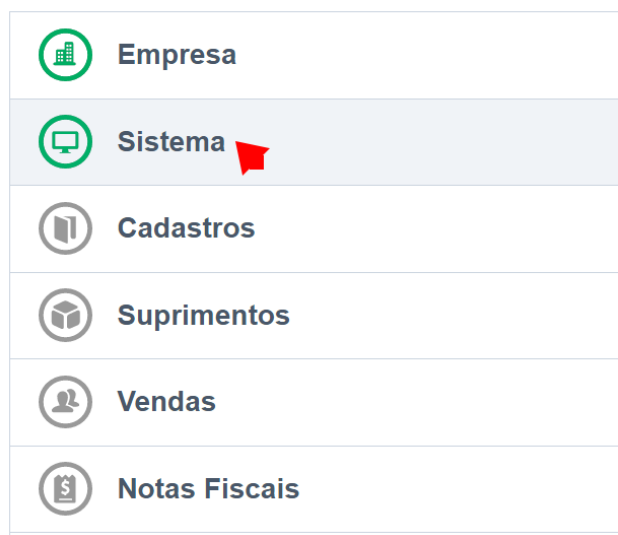 Empresa
Sistema
Cadastros
Suprimentos
Vendas
Notas Fiscais